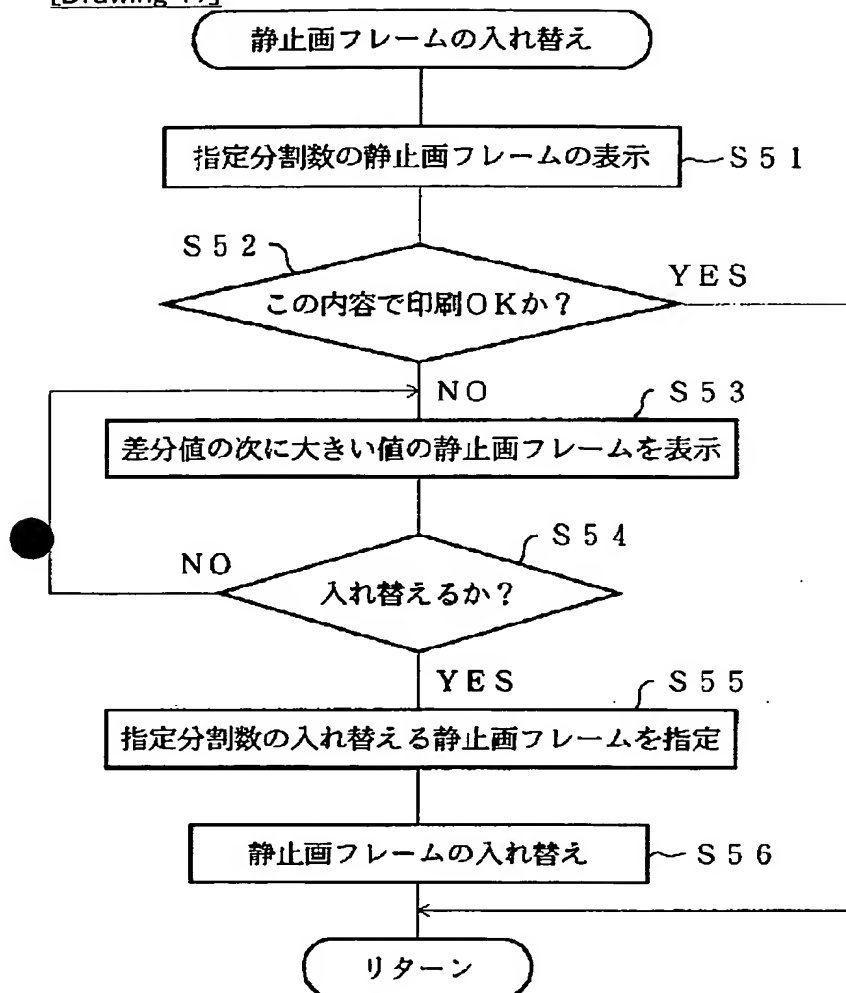 静止画フレームの入れ替え
指定分割数の静止画フレームの表示
S51
S52
この内容で印刷OKか?
YES
NO
S53
差分値の次に大きい値の静止画フレームを表示
S54
NO
入れ替えるか?
YES
S55
指定分割数の入れ替える静止画フレームを指定
静止画フレームの入れ替え
S56
リターン